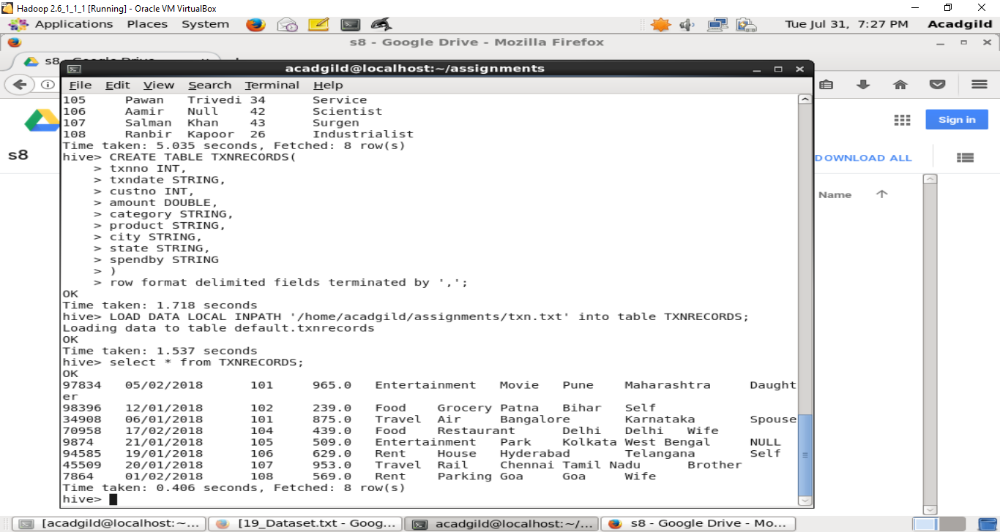 Hadoop 2.6_1_1_1 [Running] - Oracle VM VirtualBox
Applications Places System Tue Jul 31, 7:27 PM Acadgild
s8 - Google Drive - Mozilla Firefox
s8 - Google Drive
acadgild@localhost:~/assignments
File Edit View Search Terminal Help
105 Pawan Trivedi 34 Service
106 Aamir Null 42 Scientist
107 Salman Khan 43 Surgen
108 Ranbir Kapoor 26 Industrialist
Time taken: 5.035 seconds, Fetched: 8 row(s)
hive> CREATE TABLE TXNRECORDS(
> txnno INT,
> txndate STRING,
> custno INT,
> amount DOUBLE,
> category STRING,
> product STRING,
> city STRING,
> state STRING,
> spendby STRING
> )
> row format delimited fields terminated by ',';
OK
Time taken: 1.718 seconds
hive> LOAD DATA LOCAL INPATH '/home/acadgild/assignments/txn.txt' into table TXNRECORDS;
Loading data to table default.txnrecords
OK
Time taken: 1.537 seconds
hive> select * from TXNRECORDS;
OK
97834 05/02/2018 101 965.0 Entertainment Movie Pune Maharashtra Daught
er
98396 12/01/2018 102 239.0 Food Grocery Patna Bihar Self
34908 06/01/2018 101 875.0 Travel Air Bangalore Karnataka Spouse
70958 17/02/2018 104 439.0 Food Restaurant Delhi Delhi Wife
9874 21/01/2018 105 509.0 Entertainment Park Kolkata West Bengal NULL
94585 19/01/2018 106 629.0 Rent House Hyderabad Telangana Self
45509 20/01/2018 107 953.0 Travel Rail Chennai Tamil Nadu Brother
7864 01/02/2018 108 569.0 Rent Parking Goa Goa Wife
Time taken: 0.406 seconds, Fetched: 8 row(s)
hive>
Sign in
s8
DOWNLOAD ALL
Name
[acadgild@localhost:~... [19_Dataset.txt - Goog... acadgild@localhost:~/... s8 - Google Drive - Mo...